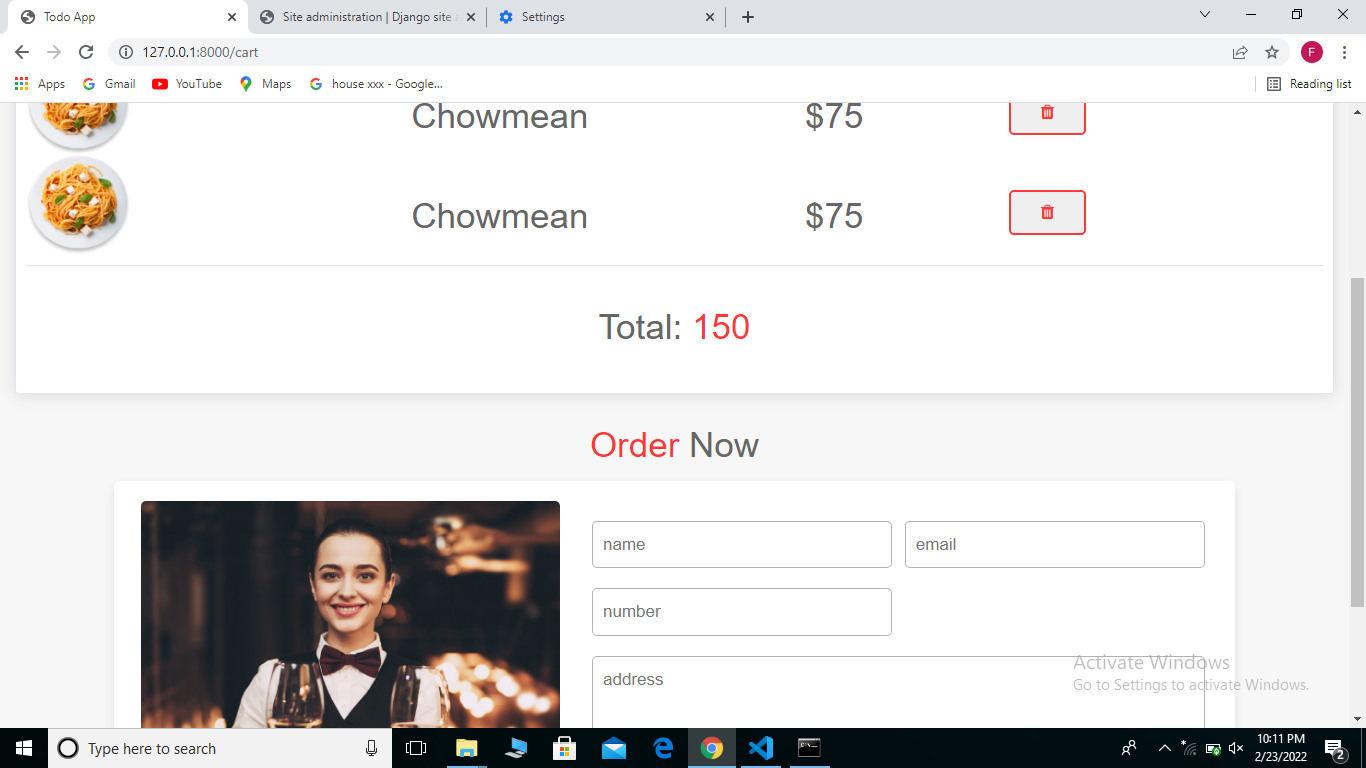 Todo App
Site administration | Django site a
Settings
127.0.0.1:8000/cart
F
Apps
Gmail
YouTube
Maps
house xxx - Google...
Reading list
Chowmean $75
Chowmean $75
Total: 150
Order Now
name
email
number
address
Activate Windows
Go to Settings to activate Windows.
Type here to search
10:11 PM
2/23/2022
2